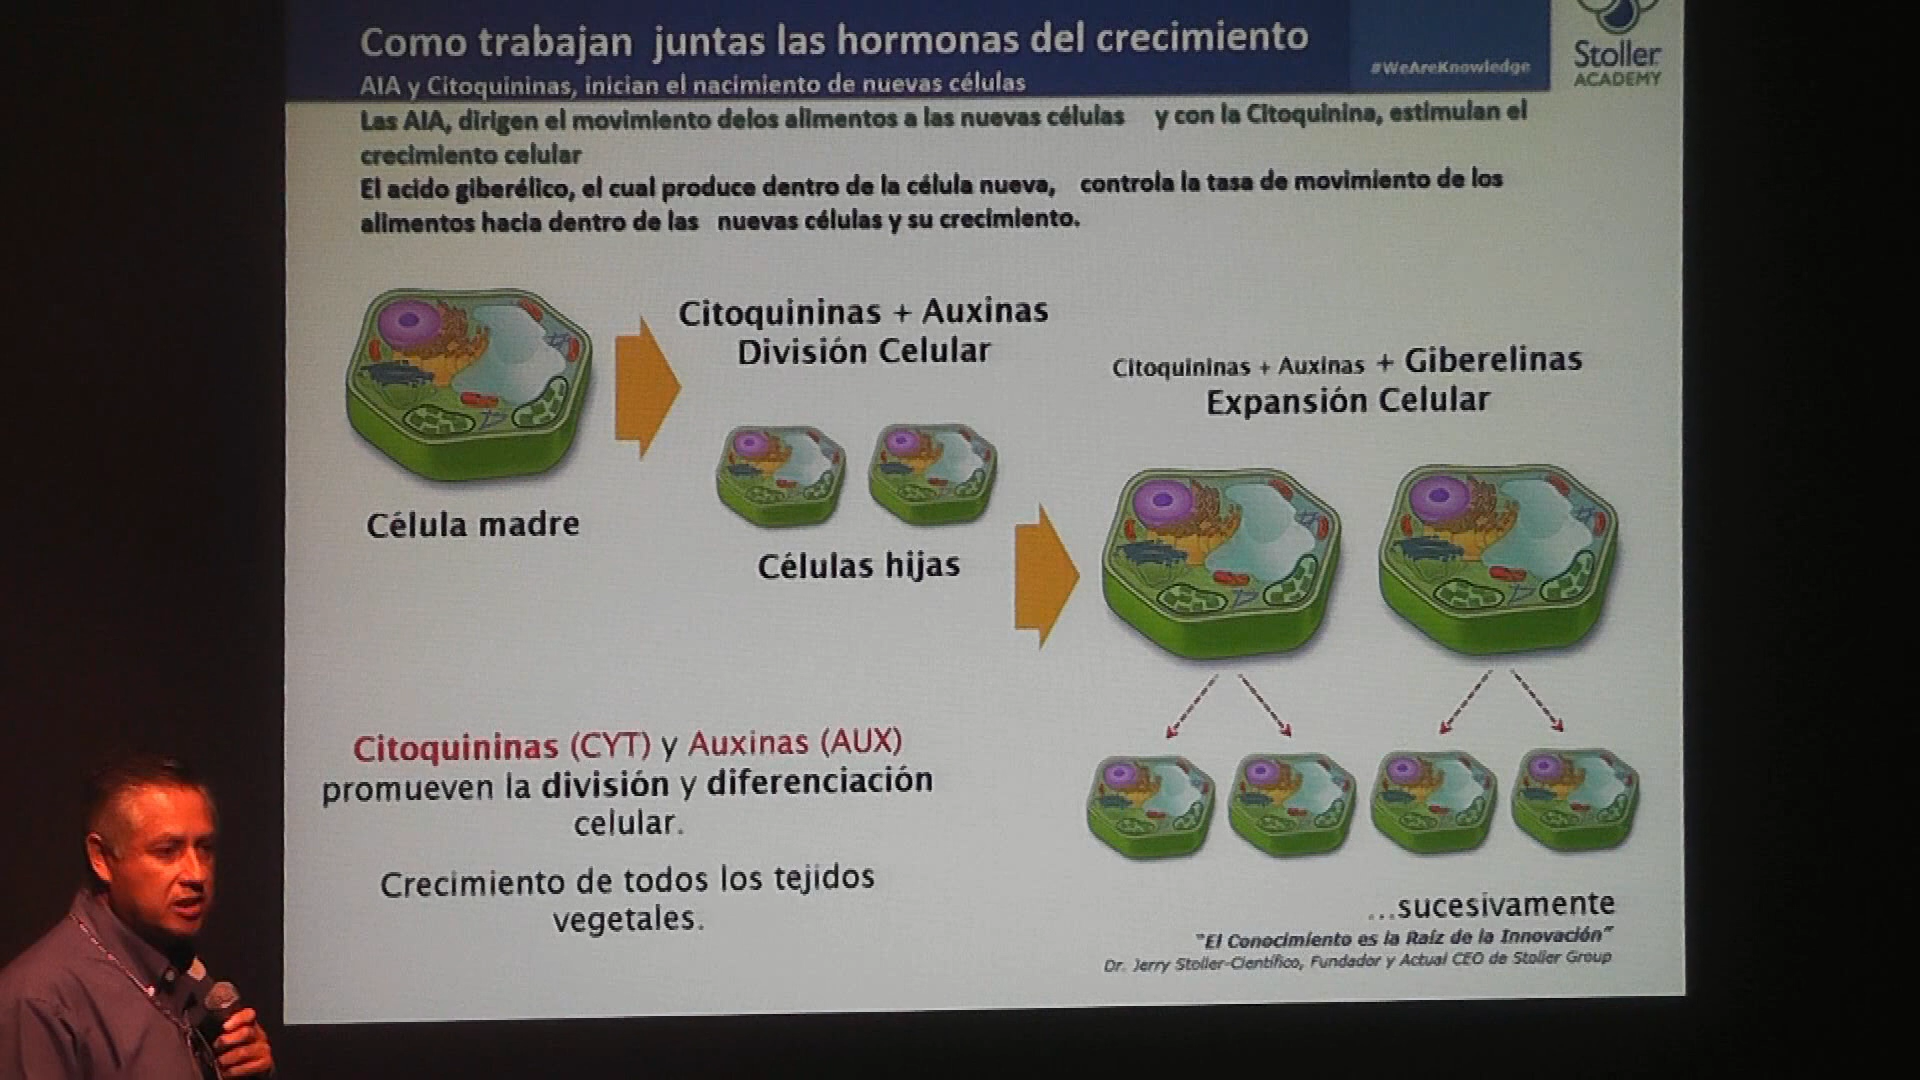 Como trabajan juntas las hormonas del crecimiento
#WeAreKnowledge
Stoller
ACADEMY
AIA y Citoquininas, inician el nacimiento de nuevas células
Las AIA, dirigen el movimiento delos alimentos a las nuevas células y con la Citoquinina, estimulan el
crecimiento celular
El acido giberélico, el cual produce dentro de la célula nueva, controla la tasa de movimiento de los
alimentos hacia dentro de las nuevas células y su crecimiento.
Citoquininas + Auxinas
División Celular
Citoquininas + Auxinas + Giberelinas
Expansión Celular
Célula madre
Células hijas
Citoquininas (CYT) y Auxinas (AUX)
promueven la división y diferenciación
celular.
Crecimiento de todos los tejidos
vegetales.
...sucesivamente
"El Conocimiento es la Raíz de la Innovación"
Dr. Jerry Stoller-Científico, Fundador y Actual CEO de Stoller Group